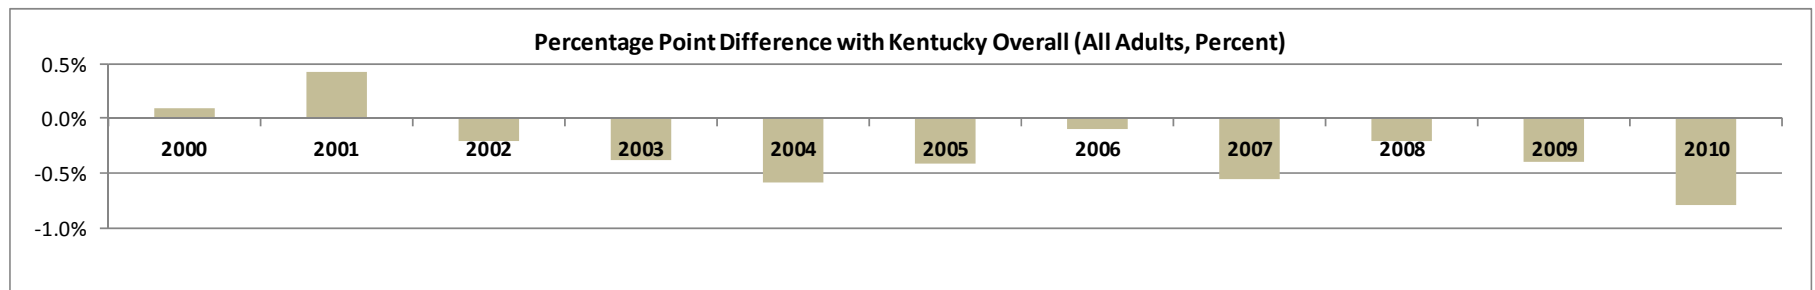 Percentage Point Difference with Kentucky Overall (All Adults, Percent)
0.5%
0.0%
2000 2001 2002 2003 2004 2005 2006 2007 2008 2009 2010
-0.5%
-1.0%